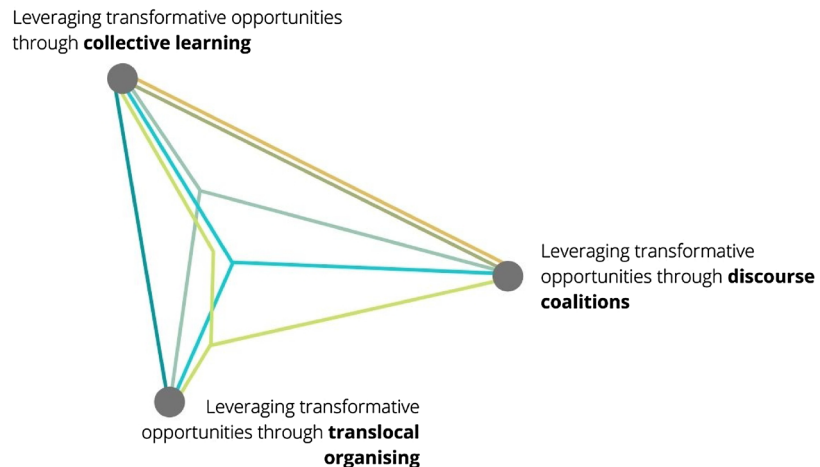 Leveraging transformative opportunities
through collective learning
Leveraging transformative
opportunities through discourse
coalitions
Leveraging transformative
opportunities through translocal
organising